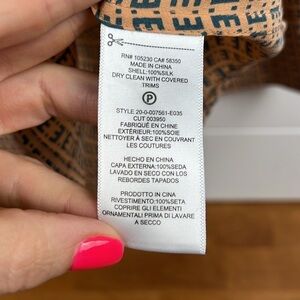 RN# 105230 CA# 58350
MADE IN CHINA
SHELL:100%SILK
DRY CLEAN WITH COVERED
TRIMS
P
STYLE 20-0-007561-E035
CUT 003950
FABRIQUÉ EN CHINE
EXTÉRIEUR:100%SOIE
NETTOYER À SEC EN COUVRANT
LES COUTURES
HECHO EN CHINA
CAPA EXTERNA:100%SEDA
LAVADO EN SECO CON LOS
REBORDES TAPADOS
PRODOTTO IN CINA
RIVESTIMENTO:100%SETA
COPRIRE GLI ELEMENTI
ORNAMENTALI PRIMA DI LAVARE
A SECCO